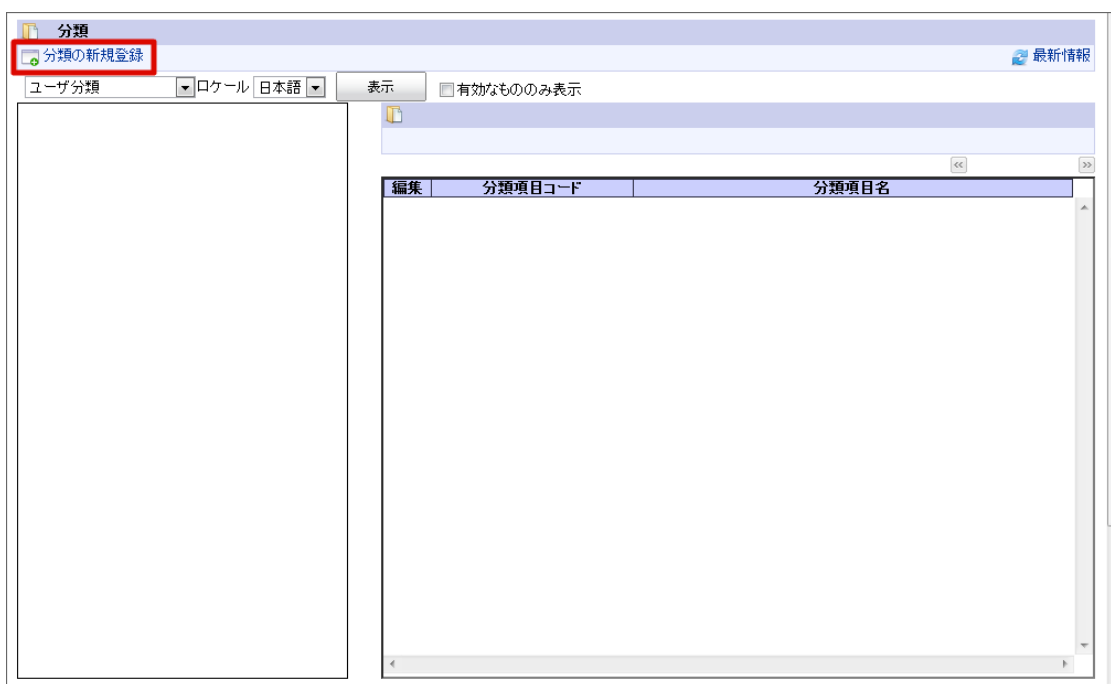 分類
分類の新規登録
最新情報
ユーザ分類 ロケール 日本語 表示 有効なもののみ表示
編集 分類項目コード 分類項目名